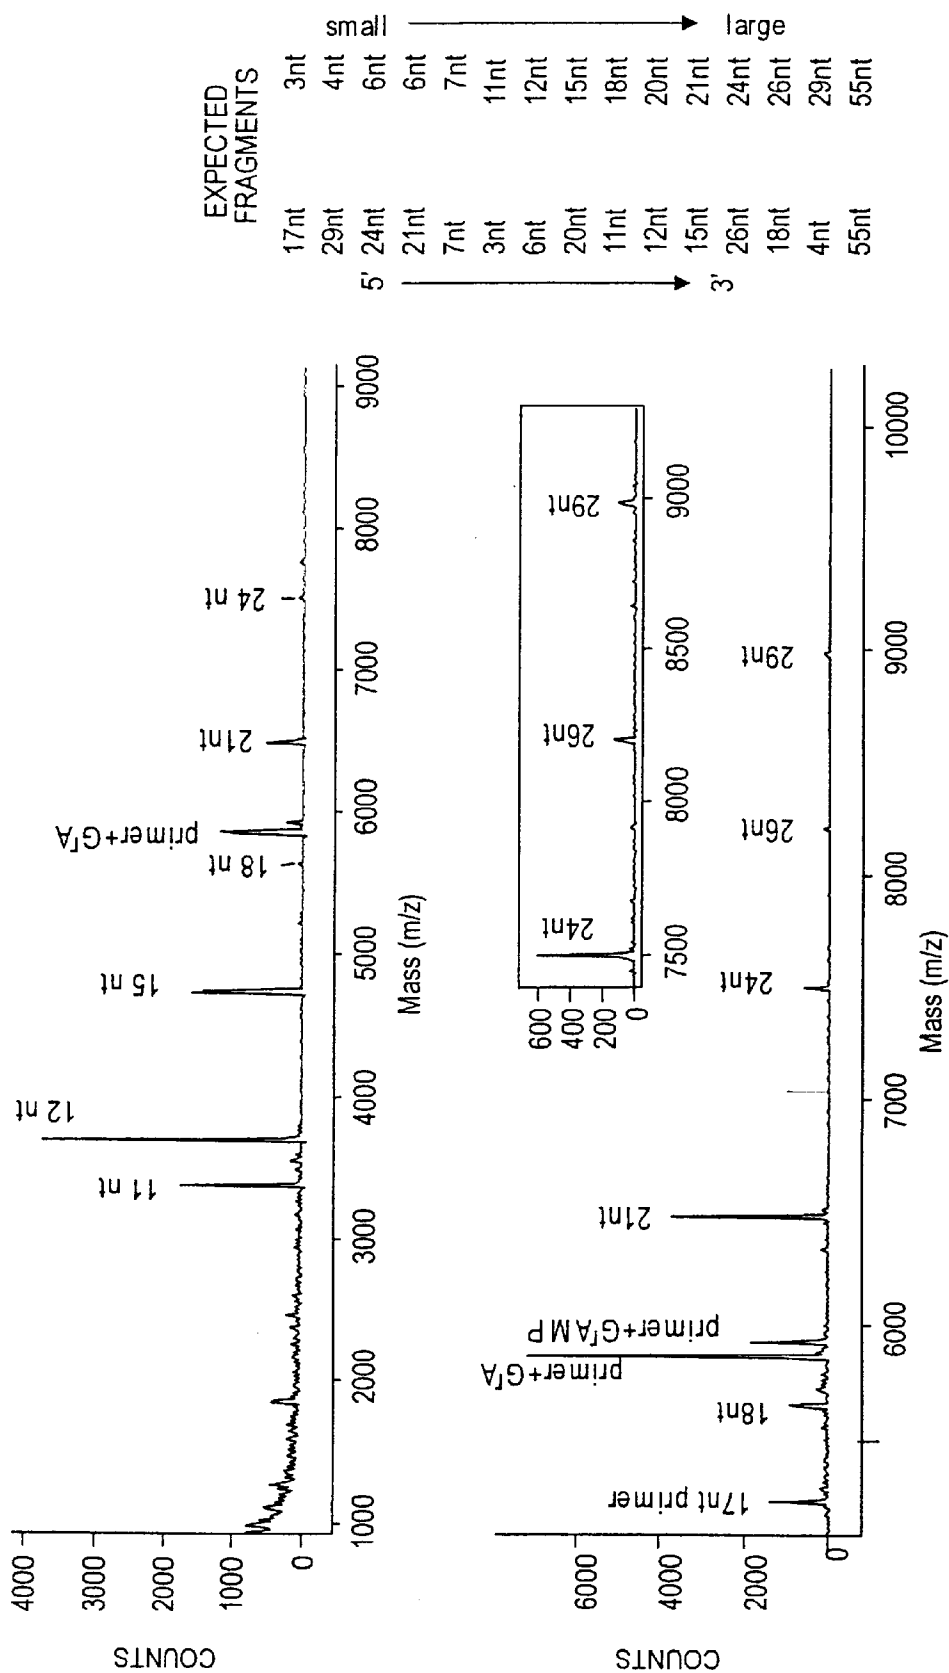 COUNTS
4000
3000
2000
1000
0
11 nt
12 nt
15 nt
18 nt
primer+GrA
21nt
24 nt
1000
2000
3000
4000
5000
6000
7000
8000
9000
Mass (m/z)
COUNTS
6000
4000
2000
0
17nt primer
18nt
primer+GrA
primer+GrAMP
21nt
24nt
26nt
29nt
6000
7000
8000
9000
10000
Mass (m/z)
600
400
200
0
24nt
26nt
29nt
7500
8000
8500
9000
EXPECTED
FRAGMENTS
5'
3'
17nt
29nt
24nt
21nt
7nt
3nt
6nt
20nt
11nt
12nt
15nt
26nt
18nt
4nt
55nt
small
large
3nt
4nt
6nt
6nt
7nt
11nt
12nt
15nt
18nt
20nt
21nt
24nt
26nt
29nt
55nt